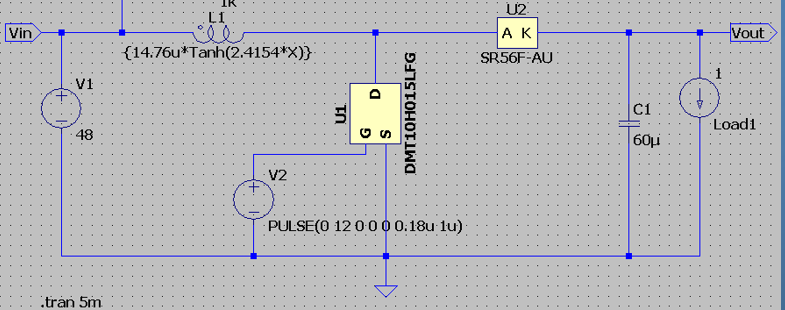 1k
L1
U2
Vin
A K
Vout
{14.76u*Tanh(2.4154*X)}
SR56F-AU
V1
48
U1
D
G S
DMT10H015LFG
C1
60µ
1
Load1
V2
PULSE(0 12 0 0 0 0.18u 1u)
.tran 5m